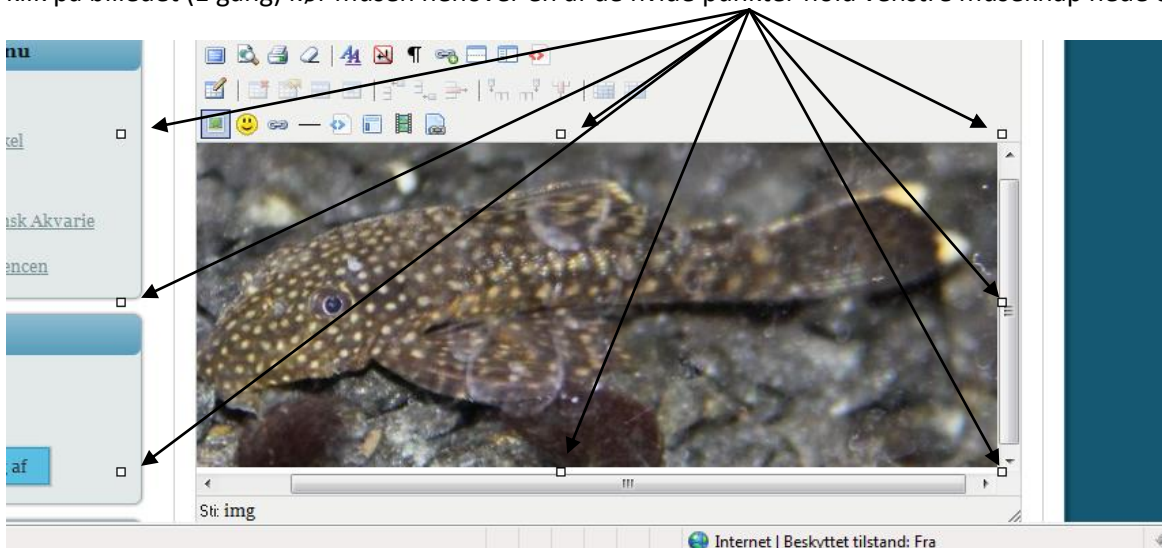 nu
kel
nsk Akvarie
encen
af
Sti: img
Internet | Beskyttet tilstand: Fra